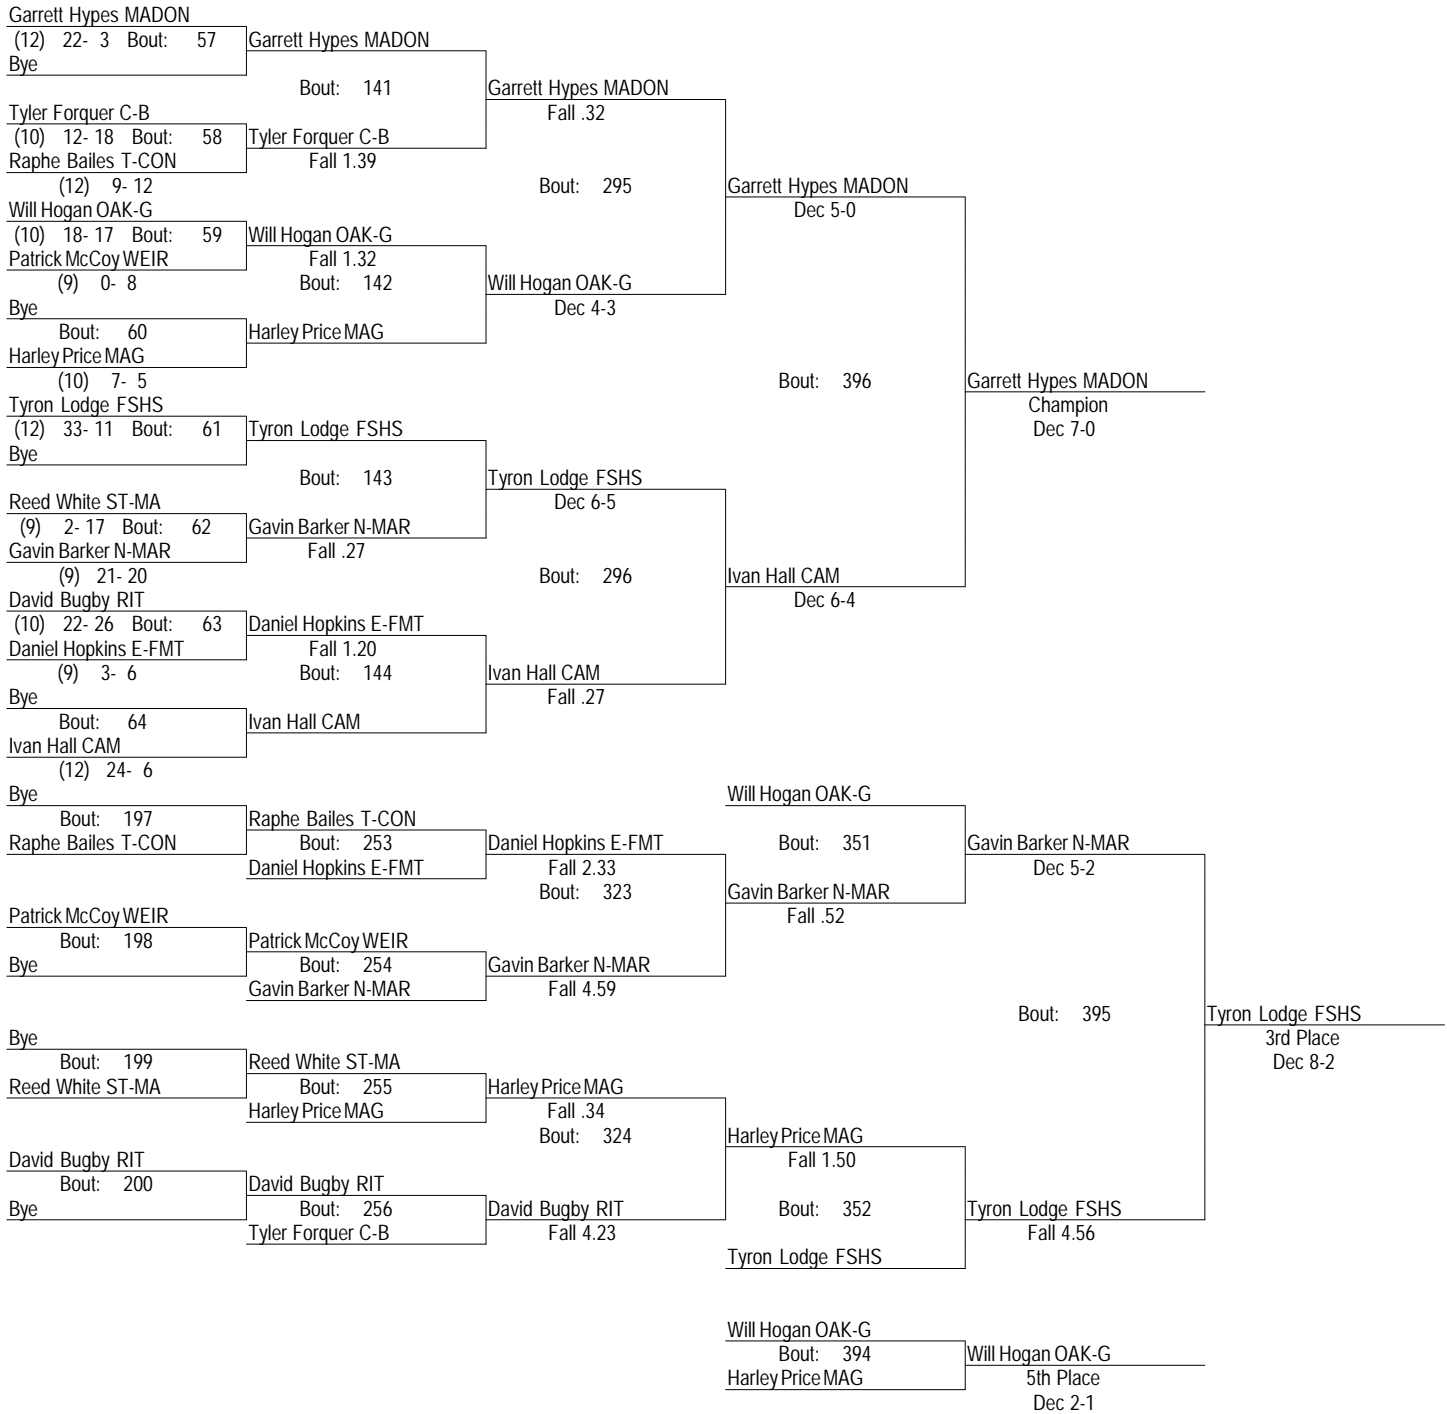 Garrett Hypes MADON
(12) 22- 3 Bout: 57
Garrett Hypes MADON
Bye
Bout: 141
Garrett Hypes MADON
Tyler Forquer C-B
Fall .32
(10) 12- 18 Bout: 58
Tyler Forquer C-B
Raphe Bailes T-CON
Fall 1.39
(12) 9- 12
Bout: 295
Garrett Hypes MADON
Will Hogan OAK-G
Dec 5-0
(10) 18- 17 Bout: 59
Will Hogan OAK-G
Patrick McCoy WEIR
Fall 1.32
(9) 0- 8
Bout: 142
Will Hogan OAK-G
Bye
Dec 4-3
Bout: 60
Harley Price MAG
Harley Price MAG
(10) 7- 5
Bout: 396
Garrett Hypes MADON
Tyron Lodge FSHS
Champion
(12) 33- 11 Bout: 61
Tyron Lodge FSHS
Dec 7-0
Bye
Bout: 143
Tyron Lodge FSHS
Reed White ST-MA
Dec 6-5
(9) 2- 17 Bout: 62
Gavin Barker N-MAR
Gavin Barker N-MAR
Fall .27
(9) 21- 20
Bout: 296
Ivan Hall CAM
David Bugby RIT
Dec 6-4
(10) 22- 26 Bout: 63
Daniel Hopkins E-FMT
Daniel Hopkins E-FMT
Fall 1.20
(9) 3- 6
Bout: 144
Ivan Hall CAM
Bye
Fall .27
Bout: 64
Ivan Hall CAM
Ivan Hall CAM
(12) 24- 6
Bye
Will Hogan OAK-G
Bout: 197
Raphe Bailes T-CON
Raphe Bailes T-CON
Bout: 253
Daniel Hopkins E-FMT
Bout: 351
Gavin Barker N-MAR
Daniel Hopkins E-FMT
Fall 2.33
Dec 5-2
Bout: 323
Gavin Barker N-MAR
Patrick McCoy WEIR
Fall .52
Bout: 198
Patrick McCoy WEIR
Bye
Bout: 254
Gavin Barker N-MAR
Gavin Barker N-MAR
Fall 4.59
Bout: 395
Tyron Lodge FSHS
Bye
3rd Place
Bout: 199
Reed White ST-MA
Dec 8-2
Reed White ST-MA
Bout: 255
Harley Price MAG
Harley Price MAG
Fall .34
Bout: 324
Harley Price MAG
David Bugby RIT
Fall 1.50
Bout: 200
David Bugby RIT
Bye
Bout: 256
David Bugby RIT
Bout: 352
Tyron Lodge FSHS
Tyler Forquer C-B
Fall 4.23
Fall 4.56
Tyron Lodge FSHS
Will Hogan OAK-G
Bout: 394
Will Hogan OAK-G
Harley Price MAG
5th Place
Dec 2-1